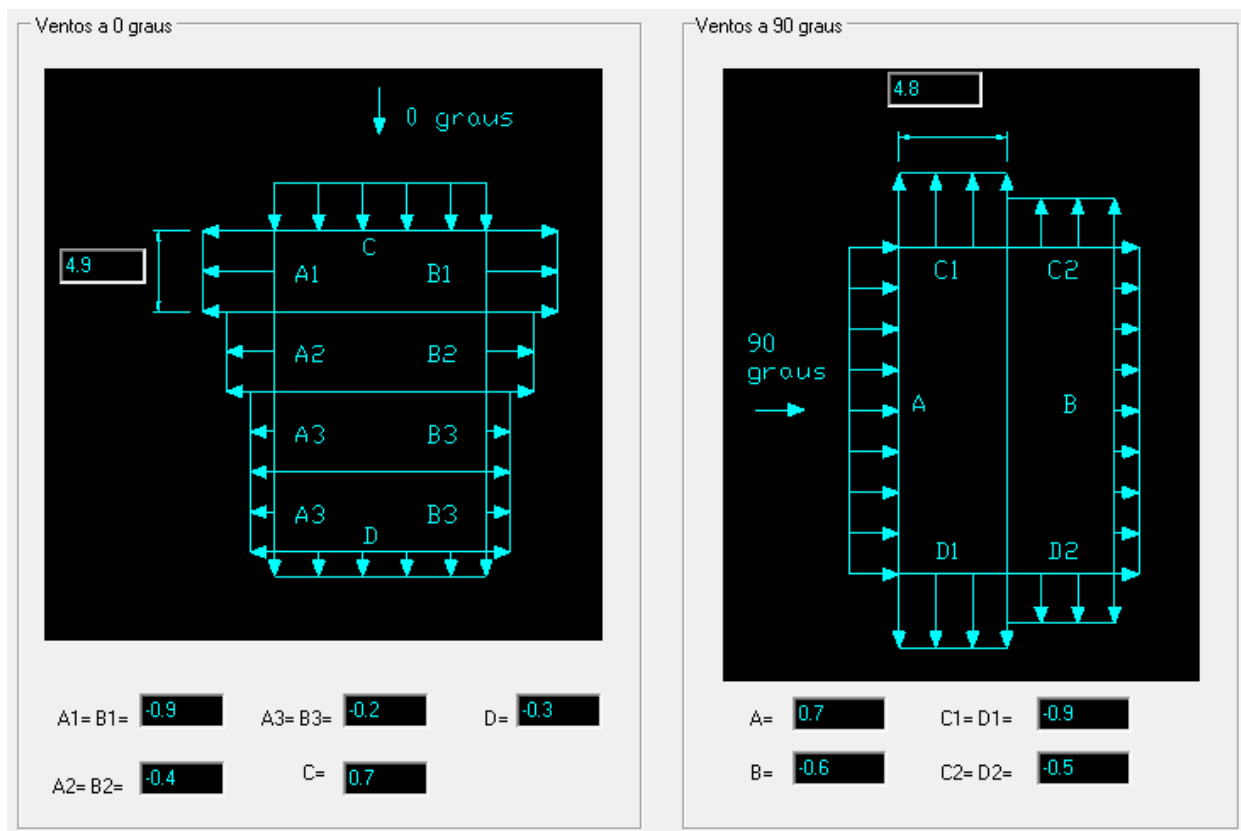 Ventos a 0 graus
0 graus
4.9
C
A1 B1
A2 B2
A3 B3
A3 B3
D
A1= B1= -0.9 A3= B3= -0.2 D= -0.3
A2= B2= -0.4 C= 0.7
Ventos a 90 graus
4.8
C1 C2
90
graus
A B
D1 D2
A= 0.7 C1= D1= -0.9
B= -0.6 C2= D2= -0.5